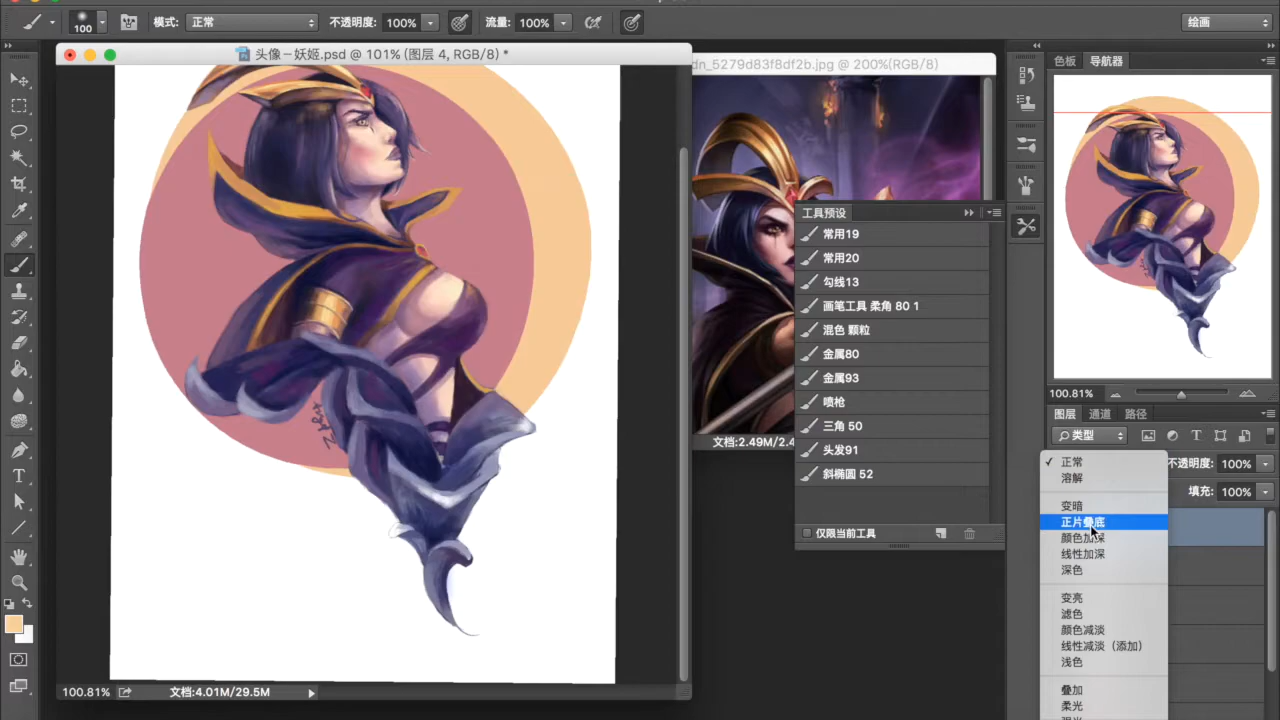 100
模式：
正常
不透明度： 100%
流量： 100%
绘画
头像－妖姬.psd @ 101% (图层 4, RGB/8) *
dn_5279d83f8df2b.jpg @ 200%(RGB/8)
色板 导航器
工具预设
常用19
常用20
勾线13
画笔工具 柔角 80 1
混色 颗粒
金属80
金属93
喷枪
三角 50
头发91
斜椭圆 52
仅限当前工具
文档:2.49M/2.4
100.81%
图层 通道 路径
类型
不透明度： 100%
填充： 100%
✓ 正常
溶解
变暗
正片叠底
颜色加深
线性加深
深色
变亮
滤色
颜色减淡
线性减淡（添加）
浅色
叠加
柔光
100.81%
文档:4.01M/29.5M